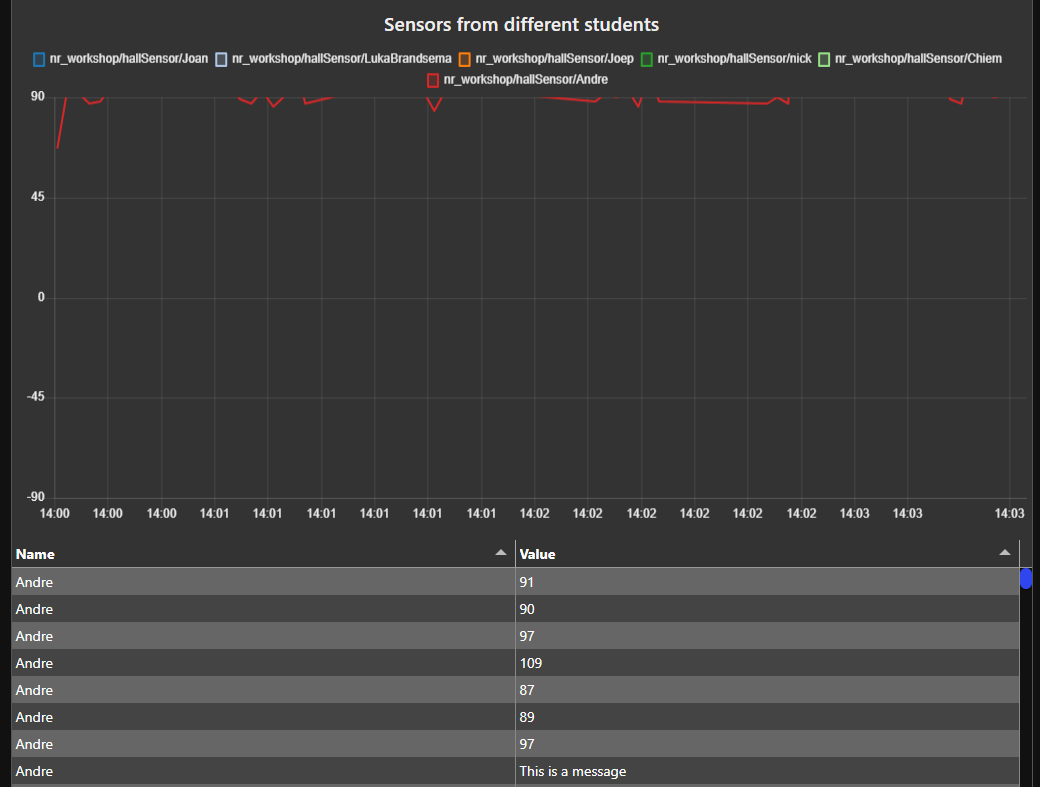 Sensors from different students
nr_workshop/hallSensor/Joan nr_workshop/hallSensor/LukaBrandsema nr_workshop/hallSensor/Joep nr_workshop/hallSensor/nick nr_workshop/hallSensor/Chiem
nr_workshop/hallSensor/Andre
90
45
0
-45
-90
14:00 14:00 14:00 14:01 14:01 14:01 14:01 14:01 14:01 14:02 14:02 14:02 14:02 14:02 14:02 14:03 14:03 14:03
Name Value
Andre 91
Andre 90
Andre 97
Andre 109
Andre 87
Andre 89
Andre 97
Andre This is a message